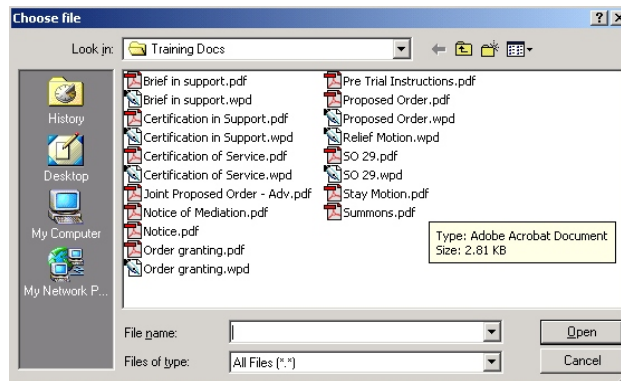 Choose file
Look in:
Training Docs
History
Desktop
My Computer
My Network P...
Brief in support.pdf
Brief in support.wpd
Certification in Support.pdf
Certification in Support.wpd
Certification of Service.pdf
Certification of Service.wpd
Joint Proposed Order - Adv.pdf
Notice of Mediation.pdf
Notice.pdf
Order granting.pdf
Order granting.wpd
Pre Trial Instructions.pdf
Proposed Order.pdf
Proposed Order.wpd
Relief Motion.wpd
SO 29.pdf
SO 29.wpd
Stay Motion.pdf
Summons.pdf
Type: Adobe Acrobat Document
Size: 2.81 KB
File name:
Open
Files of type:
All Files (*.*)
Cancel